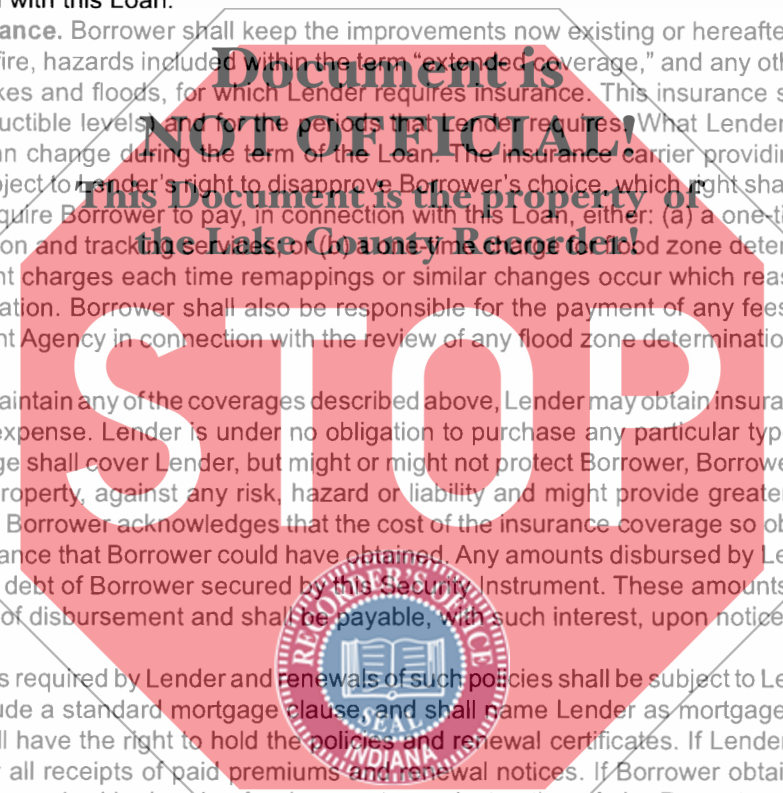 with this Loan.
ance. Borrower shall keep the improvements now existing or hereafte
fire, hazards included within the term "extended coverage," and any oth
kes and floods, for which Lender requires insurance. This insurance s
uctible levels) and for the periods that Lender requires. What Lender
n change during the term of the Loan. The insurance carrier providi
ject to Lender's right to disapprove Borrower's choice, which right sha
quire Borrower to pay, in connection with this Loan, either: (a) a one-ti
on and tracking services; or (b) a one-time charge for flood zone deter
nt charges each time remappings or similar changes occur which reas
ation. Borrower shall also be responsible for the payment of any fees
nt Agency in connection with the review of any flood zone determinatio
aintain any of the coverages described above, Lender may obtain insura
expense. Lender is under no obligation to purchase any particular typ
ge shall cover Lender, but might or might not protect Borrower, Borrowe
roperty, against any risk, hazard or liability and might provide greate
Borrower acknowledges that the cost of the insurance coverage so ob
ance that Borrower could have obtained. Any amounts disbursed by Le
debt of Borrower secured by this Security Instrument. These amounts
of disbursement and shall be payable, with such interest, upon notice
s required by Lender and renewals of such policies shall be subject to Le
ude a standard mortgage clause, and shall name Lender as mortgage
ll have the right to hold the policies and renewal certificates. If Lender
all receipts of paid premiums and renewal notices. If Borrower obtai
Document is
NOT OFFICIAL!
This Document is the property of
the Lake County Recorder!
STOP
RECORDER'S OFFICE
SEAL
INDIANA